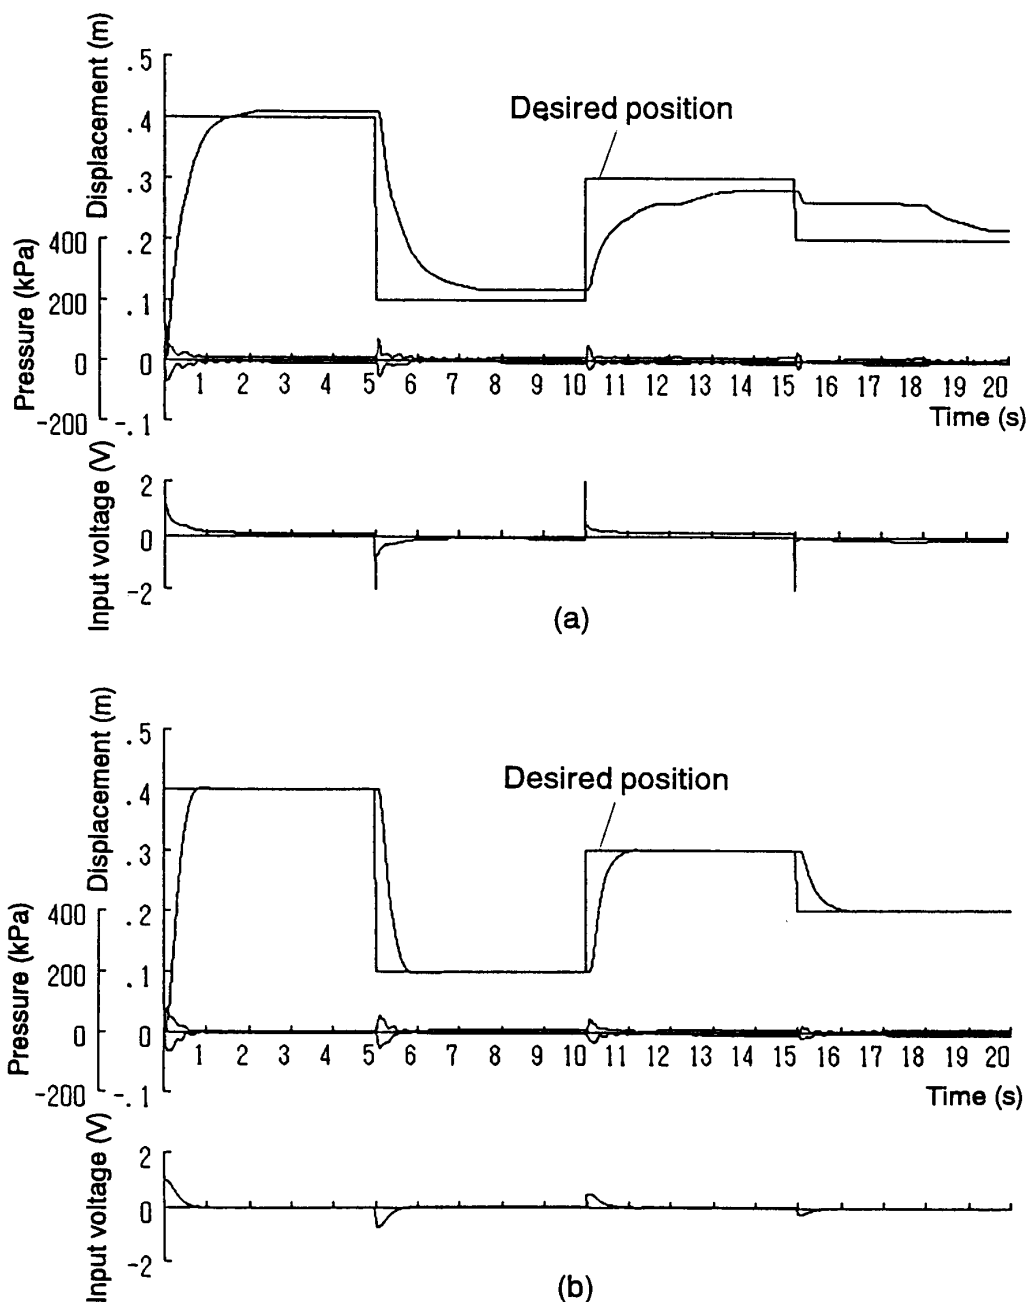 Displacement (m)
.5
.4
.3
.2
.1
0
-.1
Pressure (kPa)
400
200
0
-200
Desired position
1 2 3 4 5 6 7 8 9 10 11 12 13 14 15 16 17 18 19 20
Time (s)
Input voltage (V)
2
0
-2
(a)
Displacement (m)
.5
.4
.3
.2
.1
0
-.1
Pressure (kPa)
400
200
0
-200
Desired position
1 2 3 4 5 6 7 8 9 10 11 12 13 14 15 16 17 18 19 20
Time (s)
Input voltage (V)
2
0
-2
(b)